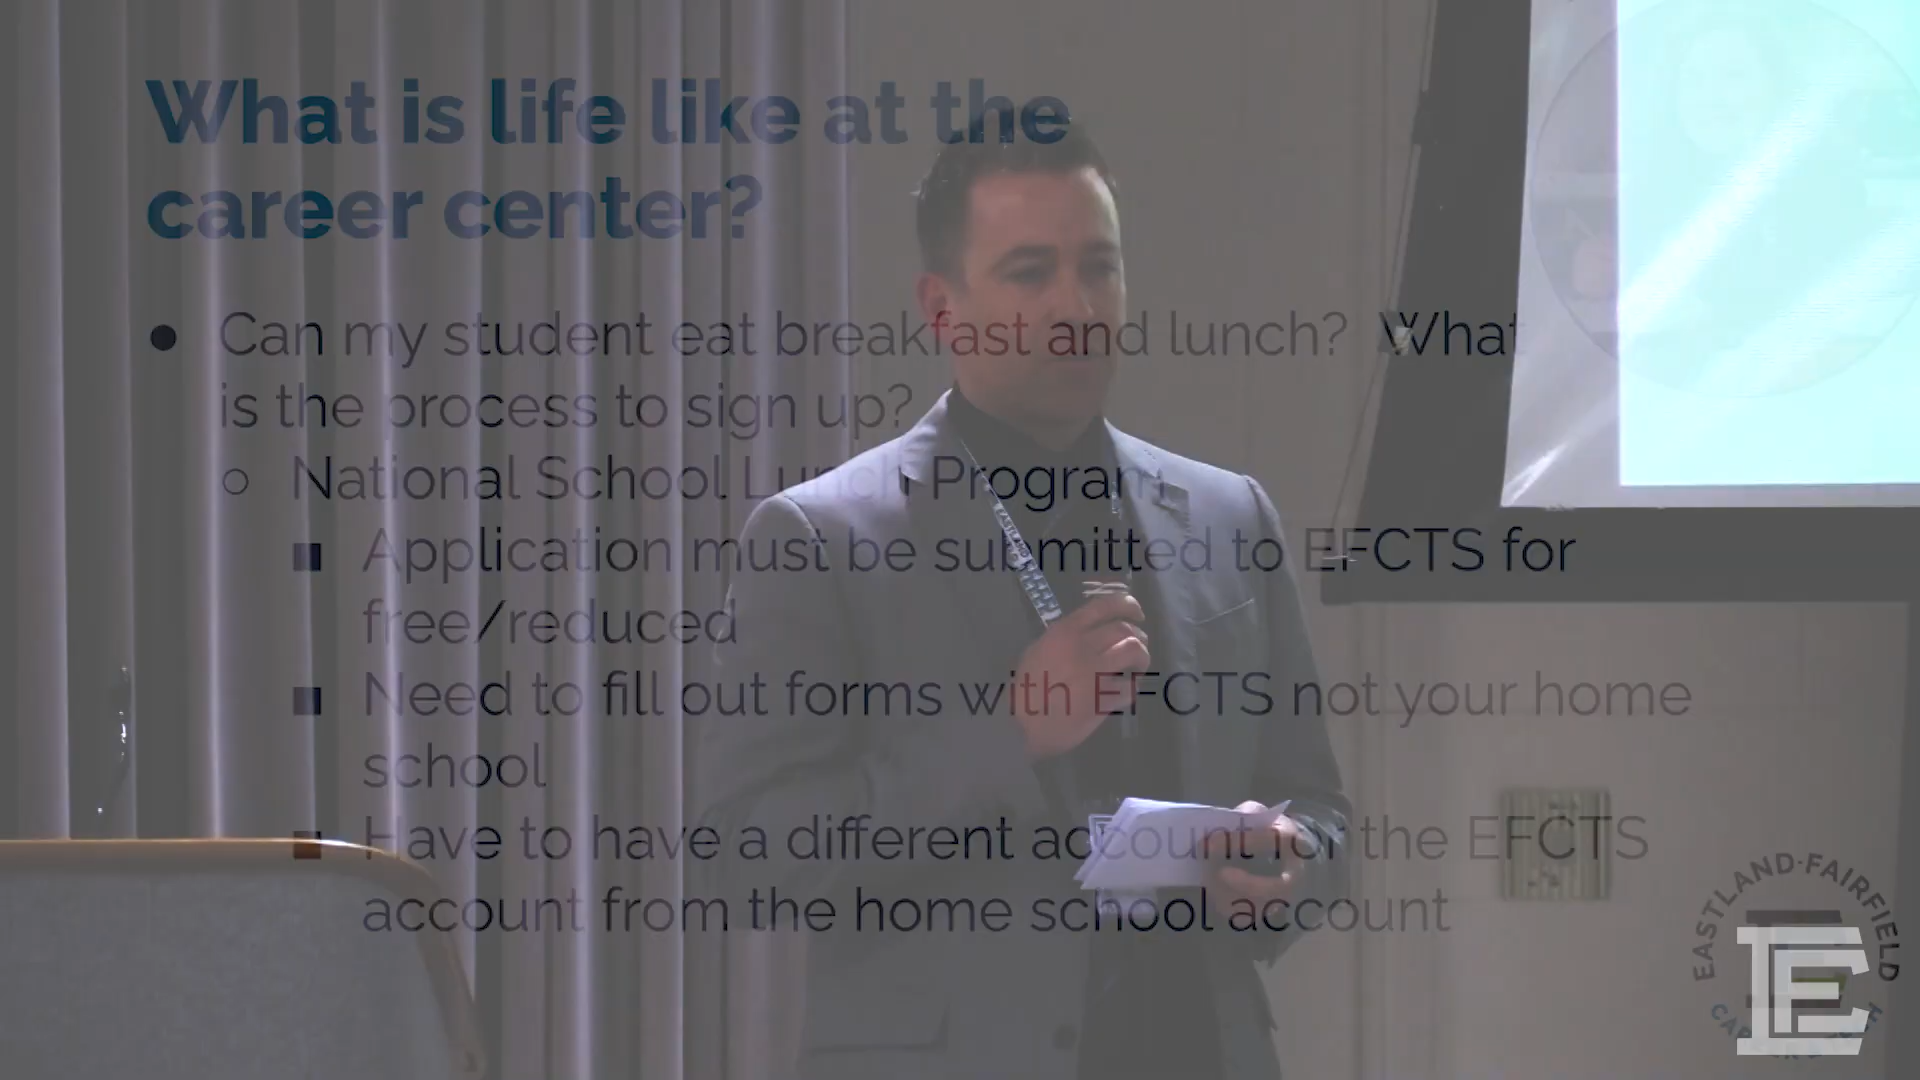 What is life like at the
career center?
● Can my student eat breakfast and lunch? What
is the process to sign up?
○ National School Lunch Program
■ Application must be submitted to EFCTS for
free/reduced
■ Need to fill out forms with EFCTS not your home
school
■ Have to have a different account for the EFCTS
account from the home school account
EASTLAND-FAIRFIELD
EF
EASTLAND